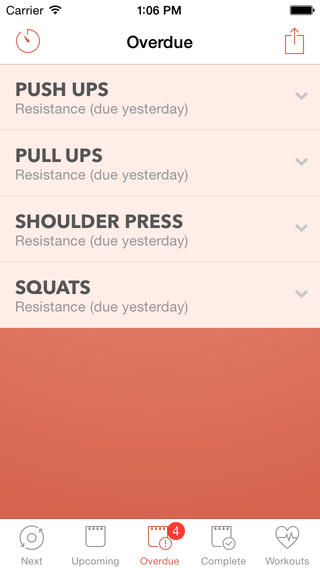 Carrier 1:06 PM
Overdue
PUSH UPS
Resistance (due yesterday)
PULL UPS
Resistance (due yesterday)
SHOULDER PRESS
Resistance (due yesterday)
SQUATS
Resistance (due yesterday)
4
Next Upcoming Overdue Complete Workouts